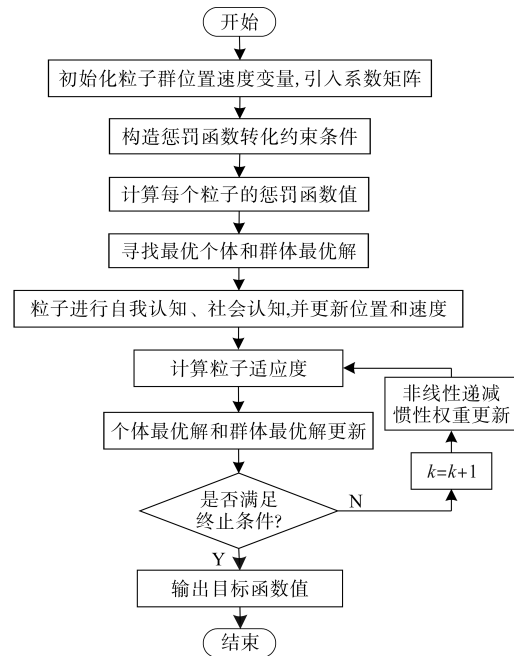 开始
初始化粒子群位置速度变量,引入系数矩阵
构造惩罚函数转化约束条件
计算每个粒子的惩罚函数值
寻找最优个体和群体最优解
粒子进行自我认知、社会认知,并更新位置和速度
计算粒子适应度
非线性递减
惯性权重更新
个体最优解和群体最优解更新
k=k+1
是否满足
终止条件?
N
Y
输出目标函数值
结束